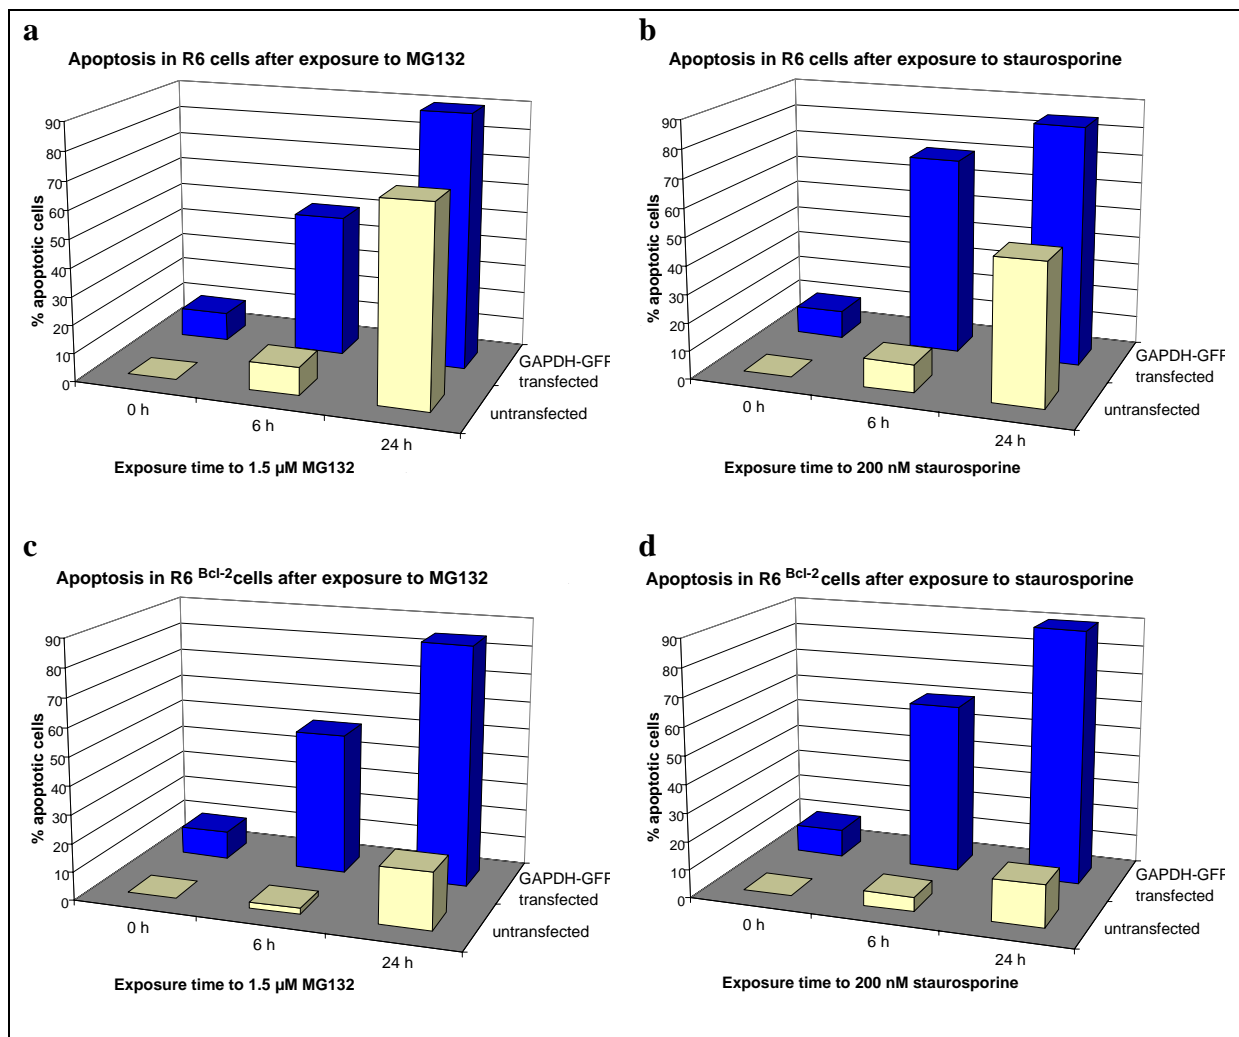 a
Apoptosis in R6 cells after exposure to MG132
% apoptotic cells
90
80
70
60
50
40
30
20
10
0
0 h
6 h
24 h
GAPDH-GFP
transfected
untransfected
Exposure time to 1.5 µM MG132
b
Apoptosis in R6 cells after exposure to staurosporine
% apoptotic cells
90
80
70
60
50
40
30
20
10
0
0 h
6 h
24 h
GAPDH-GFP
transfected
untransfected
Exposure time to 200 nM staurosporine
c
Apoptosis in R6 Bcl-2 cells after exposure to MG132
% apoptotic cells
90
80
70
60
50
40
30
20
10
0
0 h
6 h
24 h
GAPDH-GFP
transfected
untransfected
Exposure time to 1.5 µM MG132
d
Apoptosis in R6 Bcl-2 cells after exposure to staurosporine
% apoptotic cells
90
80
70
60
50
40
30
20
10
0
0 h
6 h
24 h
GAPDH-GFP
transfected
untransfected
Exposure time to 200 nM staurosporine